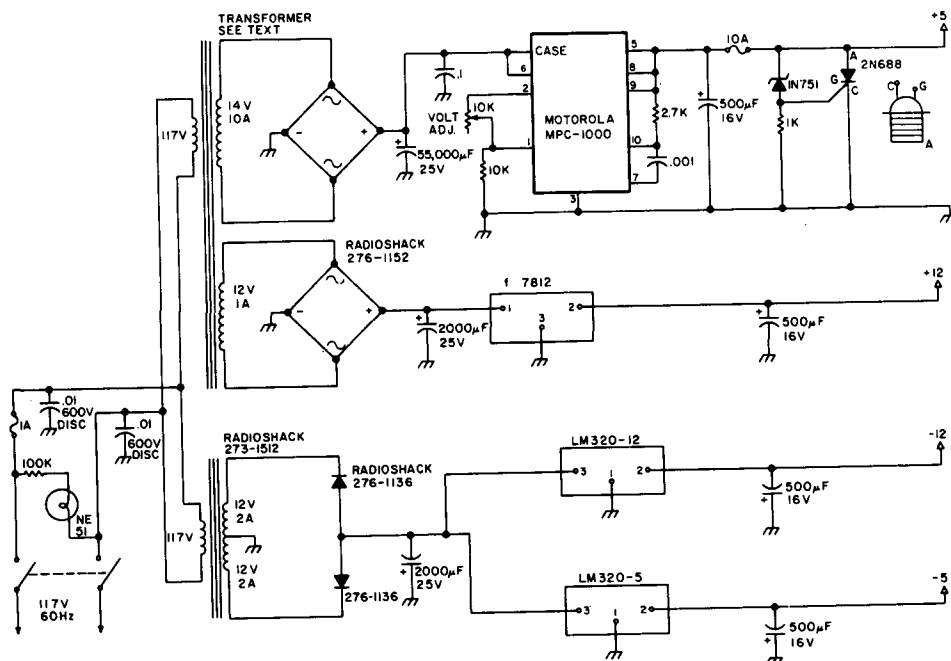 TRANSFORMER
SEE TEXT
117V
14V
10A
55,000µF
25V
.1
10K
VOLT
ADJ.
10K
CASE
6
2
1
3
MOTOROLA
MPC-1000
5
8
9
10
7
2.7K
.001
500µF
16V
10A
1N751
1K
A
2N688
G
C
+5
C
G
A
RADIOSHACK
276-1152
12V
1A
2000µF
25V
f 7812
1
3
2
500µF
16V
+12
.01
600V
DISC
.01
600V
DISC
1A
100K
NE
51
117V
60Hz
117V
RADIOSHACK
273-1512
12V
2A
12V
2A
RADIOSHACK
276-1136
276-1136
2000µF
25V
LM320-12
3
1
2
500µF
16V
-12
LM320-5
3
1
2
500µF
16V
-5